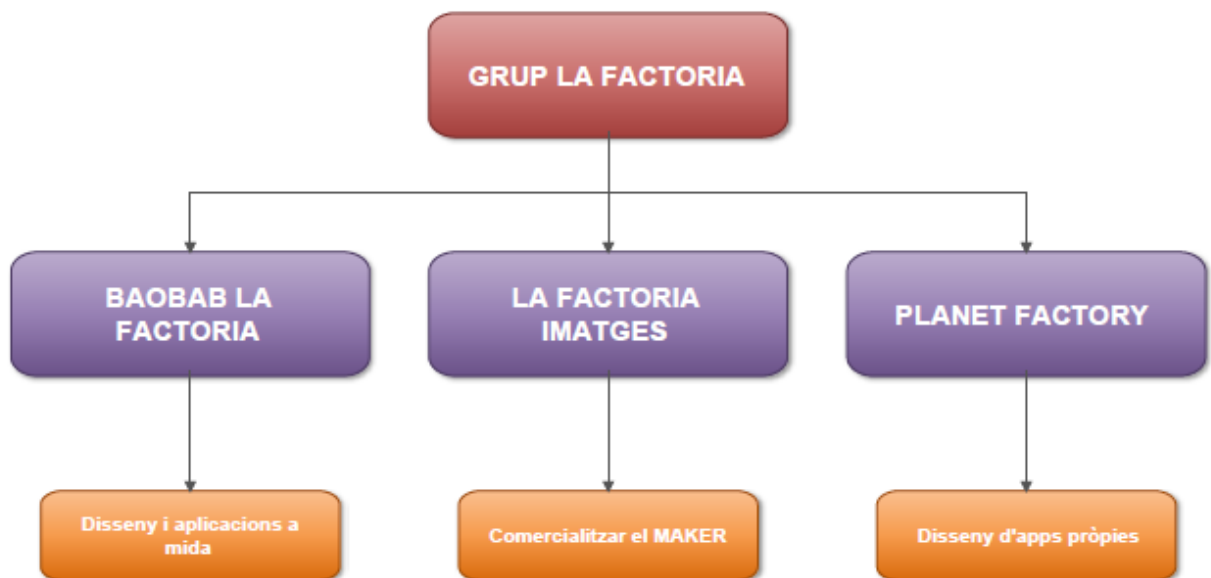 GRUP LA FACTORIA
BAOBAB LA
FACTORIA
LA FACTORIA
IMATGES
PLANET FACTORY
Disseny i aplicacions a
mida
Comercialitzar el MAKER
Disseny d'apps pròpies